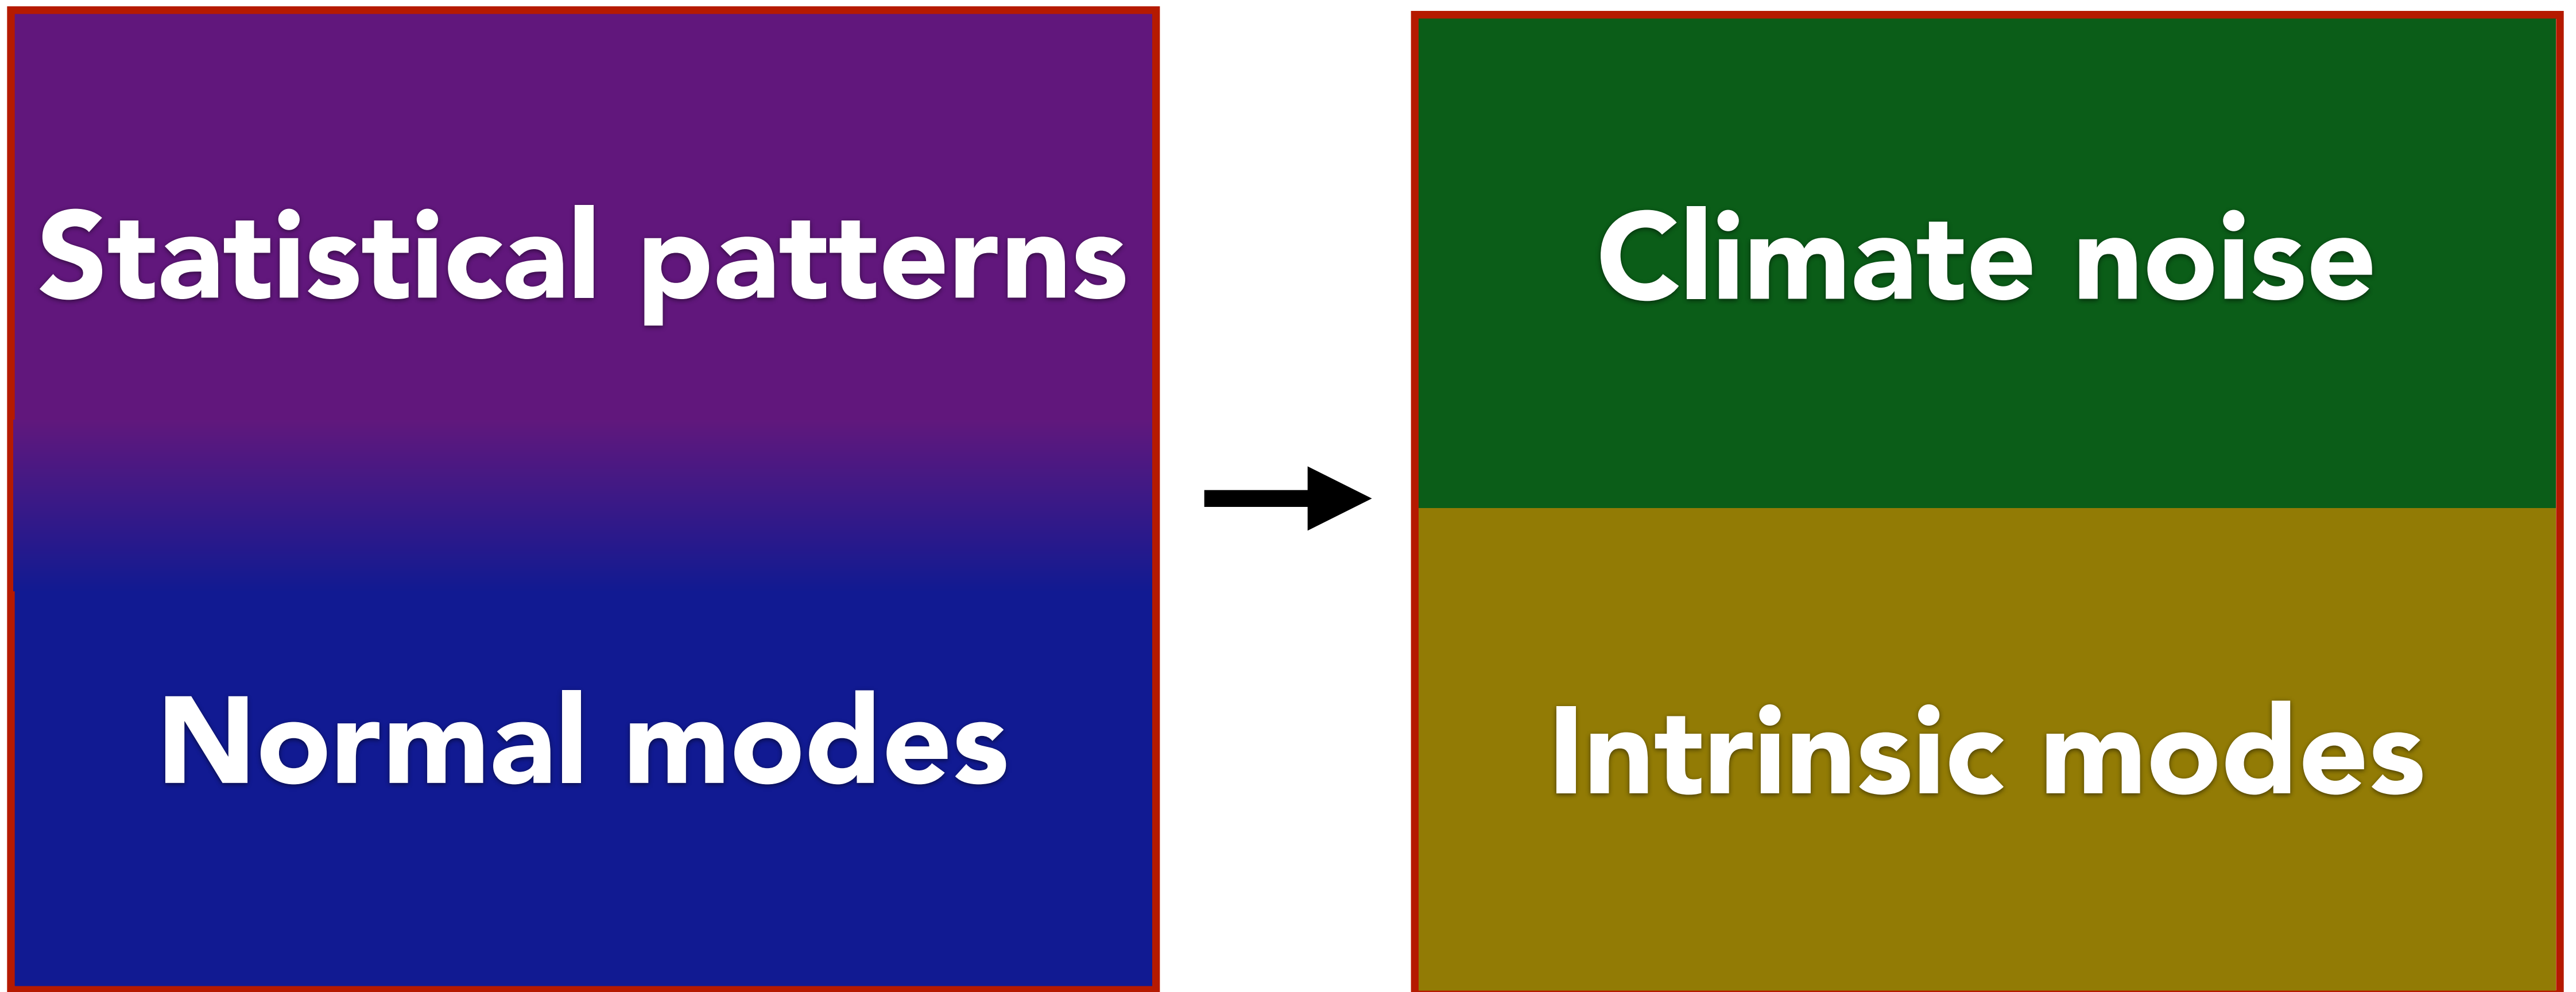 Statistical patterns
Normal modes
Climate noise
Intrinsic modes